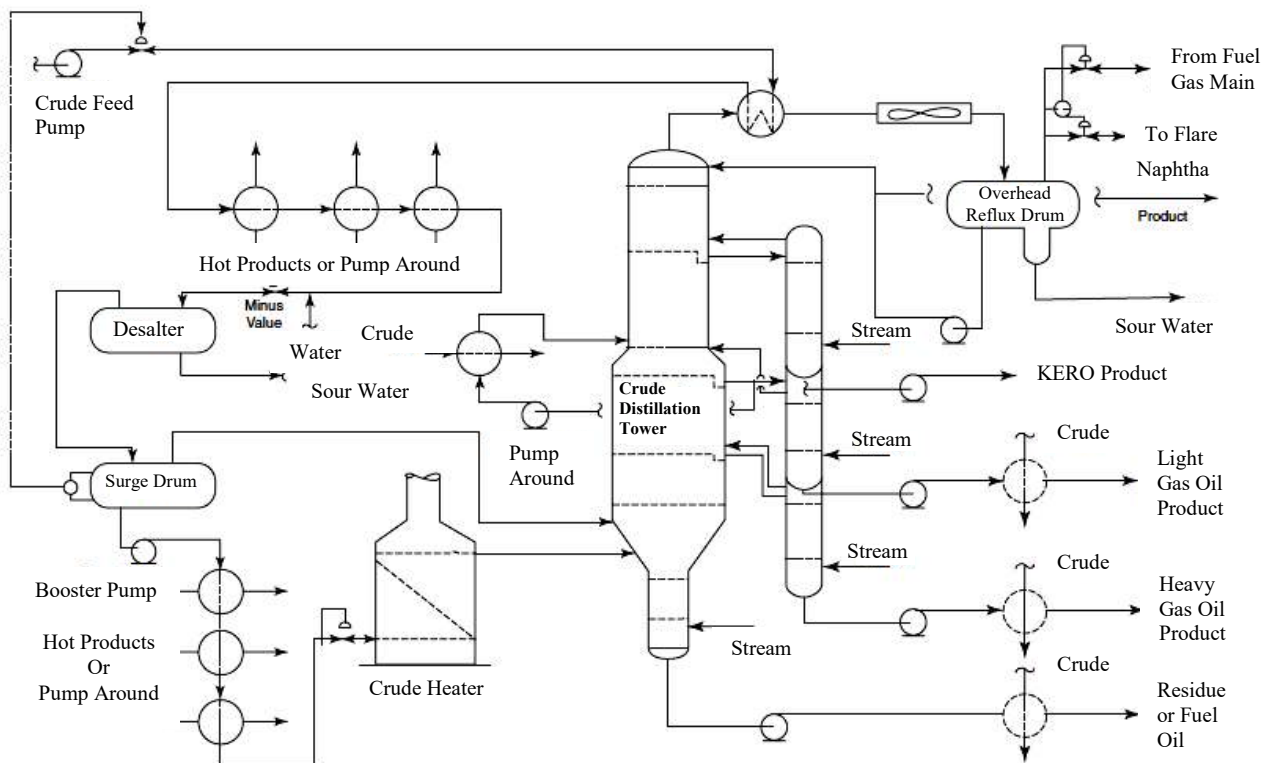 Crude Feed
Pump
From Fuel
Gas Main
To Flare
Naphtha
Product
Overhead
Reflux Drum
Sour Water
Hot Products or Pump Around
Minus
Value
Desalter
Water
Sour Water
Crude
Crude
Distillation
Tower
Pump
Around
Stream
KERO Product
Stream
Crude
Light
Gas Oil
Product
Surge Drum
Booster Pump
Hot Products
Or
Pump Around
Crude Heater
Stream
Crude
Heavy
Gas Oil
Product
Stream
Crude
Residue
or Fuel
Oil